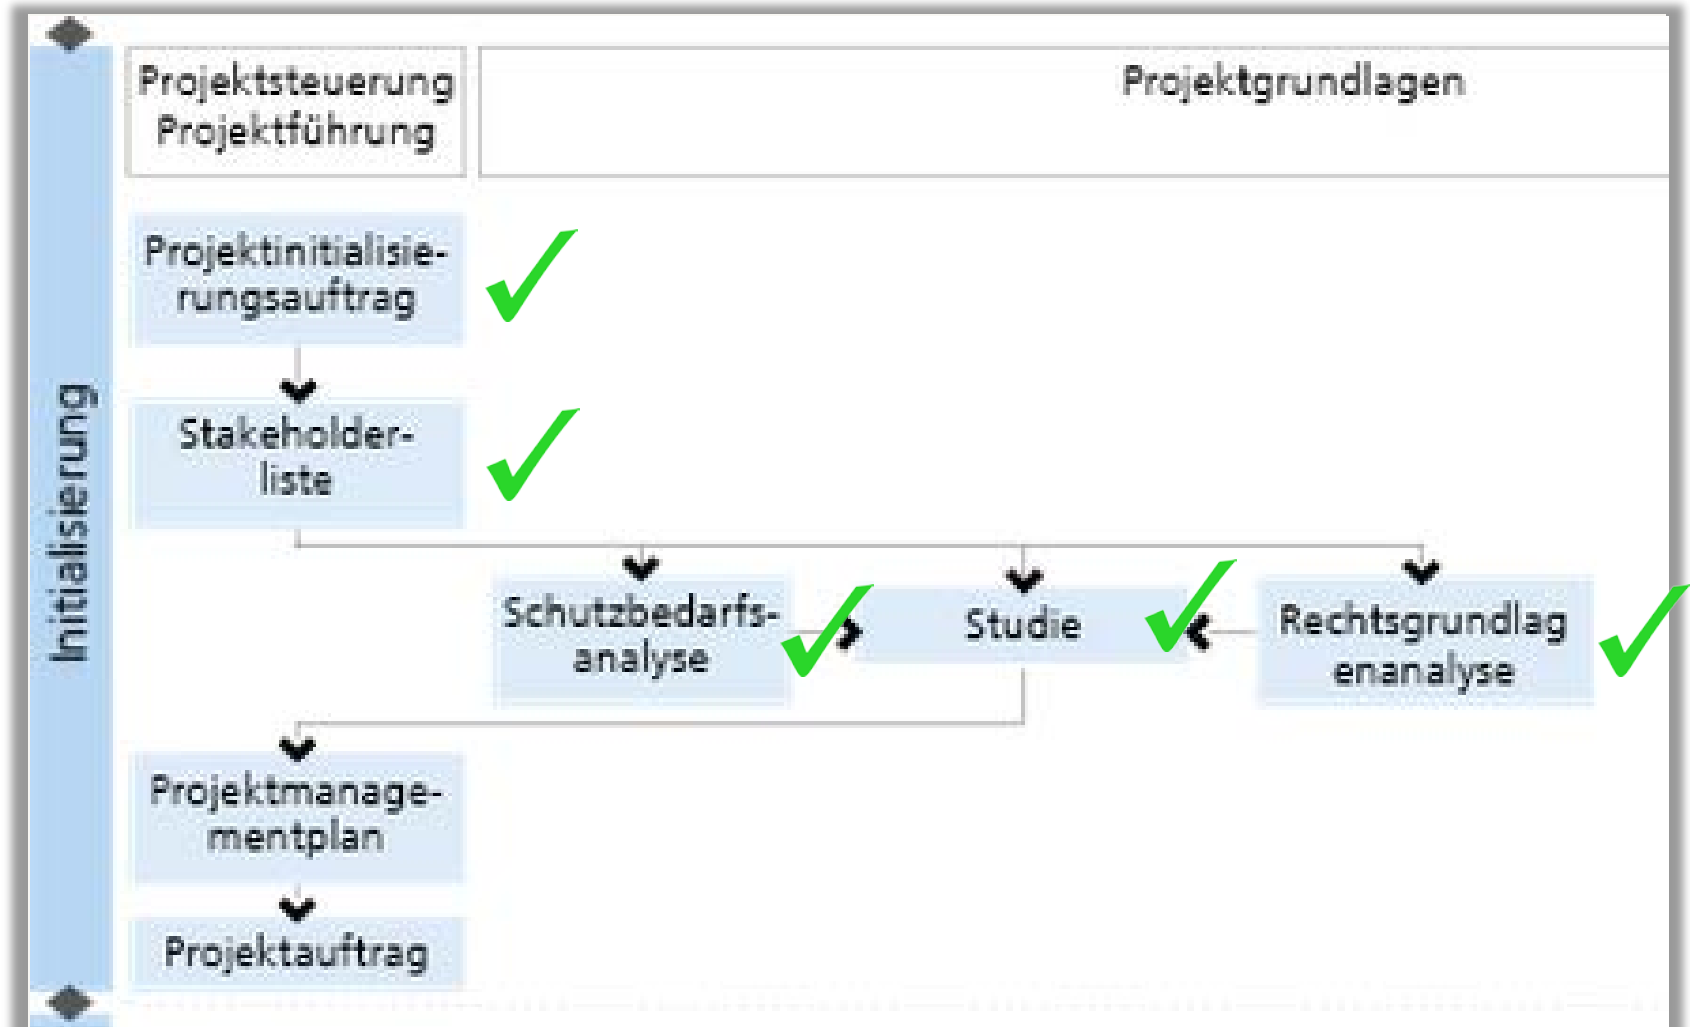 Projektsteuerung
Projektführung
Projektgrundlagen
Initialisierung
Projektinitialisie-
rungsauftrag
Stakeholder-
liste
Schutzbedarfs-
analyse
Studie
Rechtsgrundlag
enanalyse
Projektmanage-
mentplan
Projektauftrag